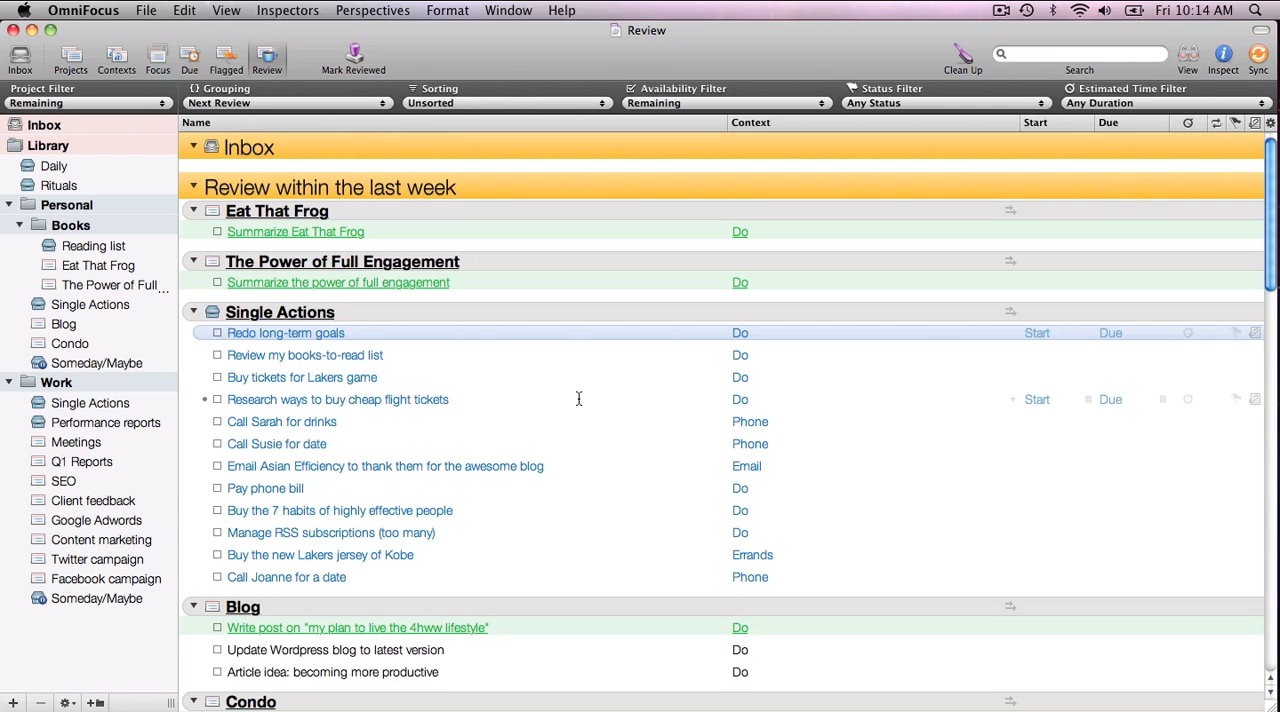 OmniFocus File Edit View Inspectors Perspectives Format Window Help Fri 10:14 AM
Review
Inbox Projects Contexts Focus Due Flagged Review Mark Reviewed Clean Up Search View Inspect Sync
Project Filter Grouping Sorting Availability Filter Status Filter Estimated Time Filter
Remaining Next Review Unsorted Remaining Any Status Any Duration
Name Context Start Due
Inbox
Library
Daily
Rituals
Personal
Books
Reading list
Eat That Frog
The Power of Full...
Single Actions
Blog
Condo
Someday/Maybe
Work
Single Actions
Performance reports
Meetings
Q1 Reports
SEO
Client feedback
Google Adwords
Content marketing
Twitter campaign
Facebook campaign
Someday/Maybe
Inbox
Review within the last week
Eat That Frog
Summarize Eat That Frog Do
The Power of Full Engagement
Summarize the power of full engagement Do
Single Actions
Redo long-term goals Do Start Due
Review my books-to-read list Do
Buy tickets for Lakers game Do
Research ways to buy cheap flight tickets Do Start Due
Call Sarah for drinks Phone
Call Susie for date Phone
Email Asian Efficiency to thank them for the awesome blog Email
Pay phone bill Do
Buy the 7 habits of highly effective people Do
Manage RSS subscriptions (too many) Do
Buy the new Lakers jersey of Kobe Errands
Call Joanne for a date Phone
Blog
Write post on "my plan to live the 4hww lifestyle" Do
Update Wordpress blog to latest version Do
Article idea: becoming more productive Do
Condo